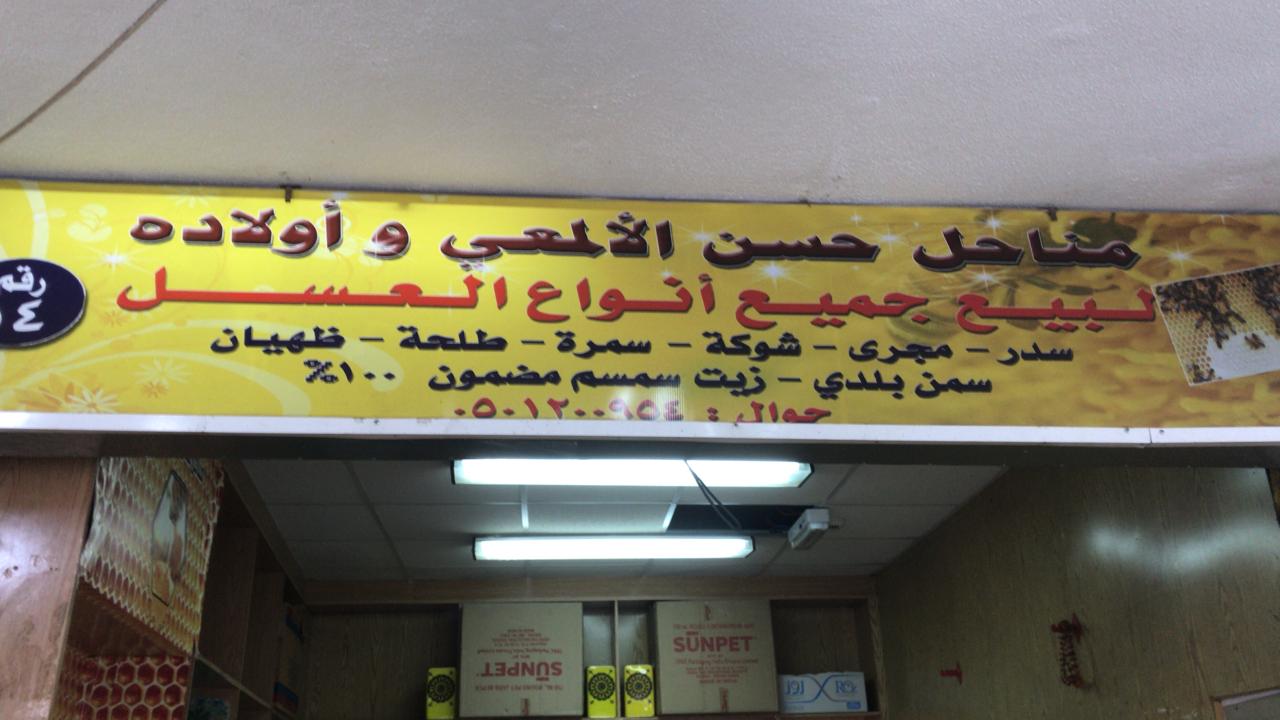 مناحل حسن الألمعي و أولاده
لبيع جميع أنواع العسل
سدر - مجرى - شوكة - سمرة - طلحة - ظهيان
سمن بلدي - زيت سمسم مضمون ١٠٠%
جوال : ٠٥٠١٢٠٠٩٥٤
رقم
٣
SUNPET
SUNPET